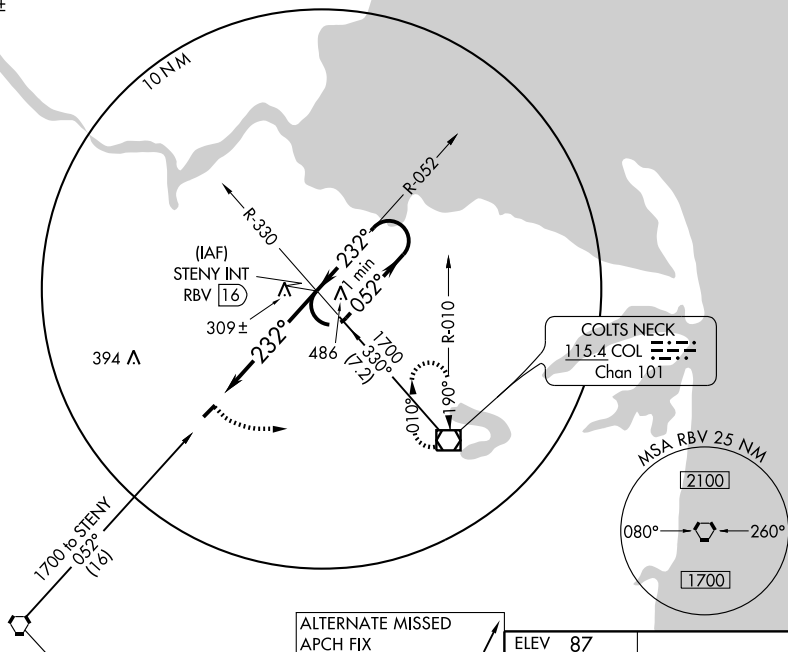 ±
10 NM
R-052
R-330
(IAF)
STENY INT
RBV 16
309±
232°
1 min
052°
232°
394
486
1700
330°
(7.2)
R-010
010°
190°
COLTS NECK
115.4 COL
Chan 101
MSA RBV 25 NM
2100
080°
260°
1700
1700 to STENY
052°
(16)
ALTERNATE MISSED
APCH FIX
ELEV 87